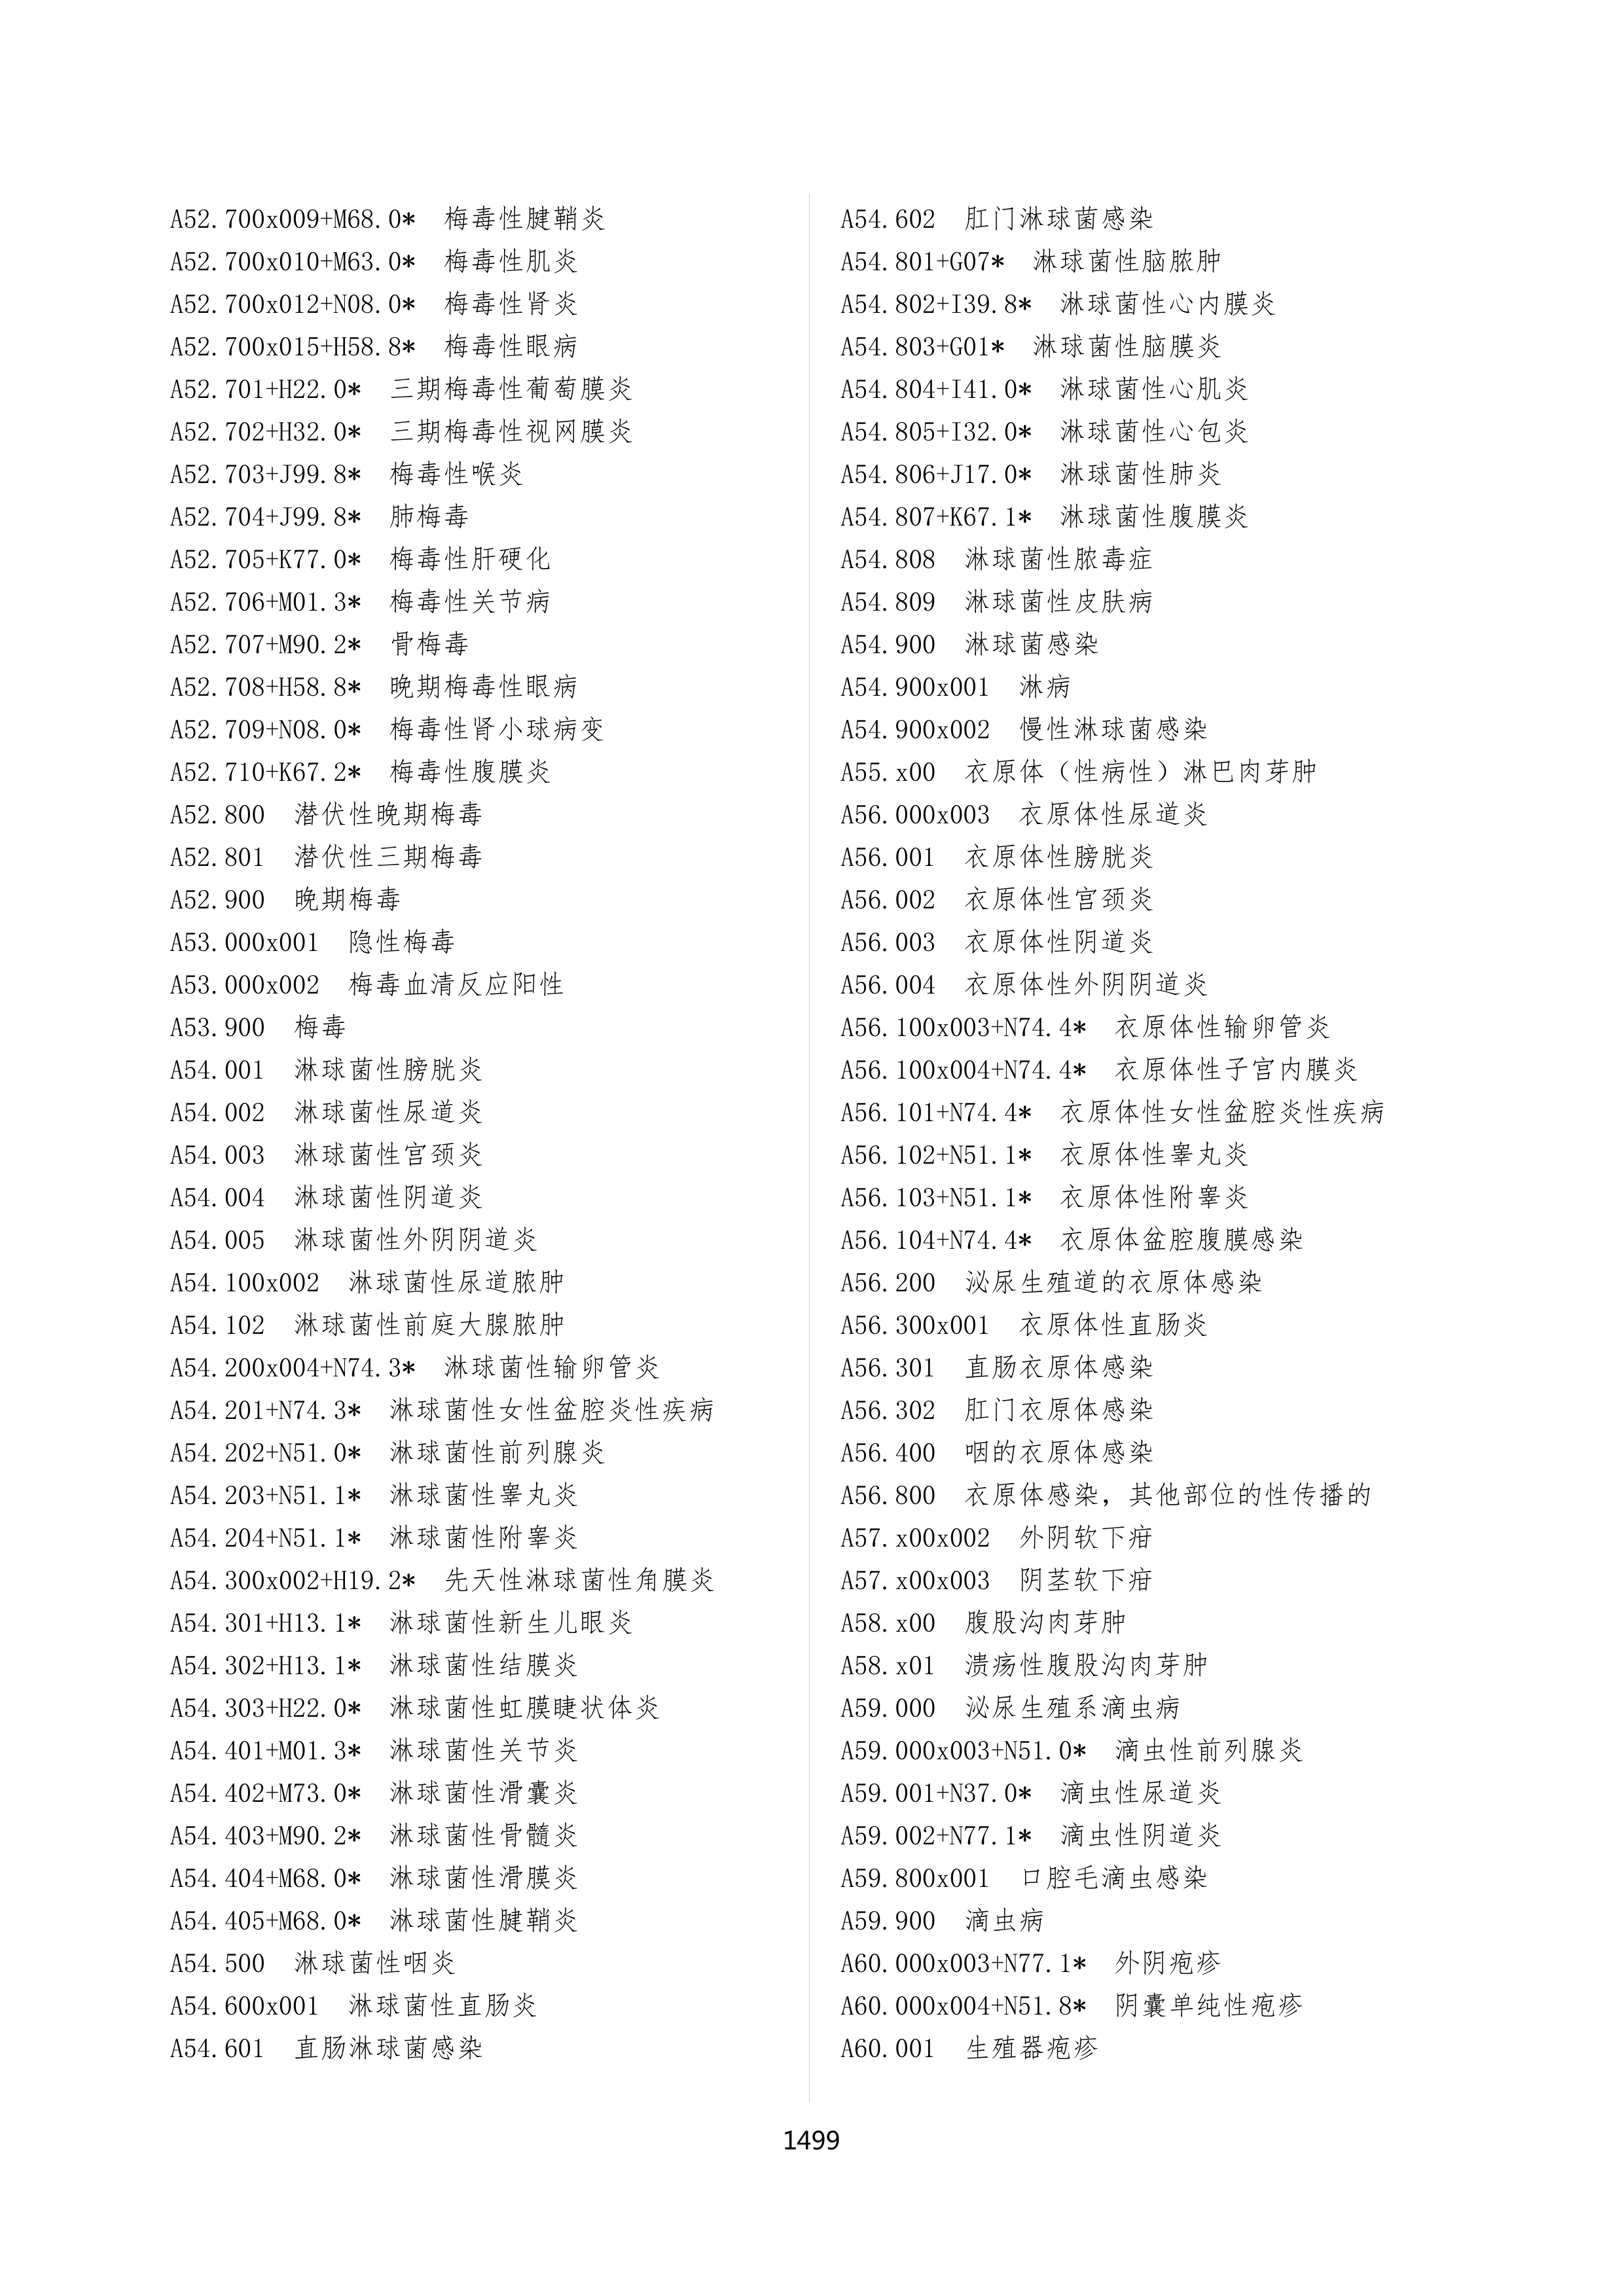 A52.700x009+M68.0* 梅毒性腱鞘炎
A52.700x010+M63.0* 梅毒性肌炎
A52.700x012+N08.0* 梅毒性肾炎
A52.700x015+H58.8* 梅毒性眼病
A52.701+H22.0* 三期梅毒性葡萄膜炎
A52.702+H32.0* 三期梅毒性视网膜炎
A52.703+J99.8* 梅毒性喉炎
A52.704+J99.8* 肺梅毒
A52.705+K77.0* 梅毒性肝硬化
A52.706+M01.3* 梅毒性关节病
A52.707+M90.2* 骨梅毒
A52.708+H58.8* 晚期梅毒性眼病
A52.709+N08.0* 梅毒性肾小球病变
A52.710+K67.2* 梅毒性腹膜炎
A52.800 潜伏性晚期梅毒
A52.801 潜伏性三期梅毒
A52.900 晚期梅毒
A53.000x001 隐性梅毒
A53.000x002 梅毒血清反应阳性
A53.900 梅毒
A54.001 淋球菌性膀胱炎
A54.002 淋球菌性尿道炎
A54.003 淋球菌性宫颈炎
A54.004 淋球菌性阴道炎
A54.005 淋球菌性外阴阴道炎
A54.100x002 淋球菌性尿道脓肿
A54.102 淋球菌性前庭大腺脓肿
A54.200x004+N74.3* 淋球菌性输卵管炎
A54.201+N74.3* 淋球菌性女性盆腔炎性疾病
A54.202+N51.0* 淋球菌性前列腺炎
A54.203+N51.1* 淋球菌性睾丸炎
A54.204+N51.1* 淋球菌性附睾炎
A54.300x002+H19.2* 先天性淋球菌性角膜炎
A54.301+H13.1* 淋球菌性新生儿眼炎
A54.302+H13.1* 淋球菌性结膜炎
A54.303+H22.0* 淋球菌性虹膜睫状体炎
A54.401+M01.3* 淋球菌性关节炎
A54.402+M73.0* 淋球菌性滑囊炎
A54.403+M90.2* 淋球菌性骨髓炎
A54.404+M68.0* 淋球菌性滑膜炎
A54.405+M68.0* 淋球菌性腱鞘炎
A54.500 淋球菌性咽炎
A54.600x001 淋球菌性直肠炎
A54.601 直肠淋球菌感染
A54.602 肛门淋球菌感染
A54.801+G07* 淋球菌性脑脓肿
A54.802+I39.8* 淋球菌性心内膜炎
A54.803+G01* 淋球菌性脑膜炎
A54.804+I41.0* 淋球菌性心肌炎
A54.805+I32.0* 淋球菌性心包炎
A54.806+J17.0* 淋球菌性肺炎
A54.807+K67.1* 淋球菌性腹膜炎
A54.808 淋球菌性脓毒症
A54.809 淋球菌性皮肤病
A54.900 淋球菌感染
A54.900x001 淋病
A54.900x002 慢性淋球菌感染
A55.x00 衣原体（性病性）淋巴肉芽肿
A56.000x003 衣原体性尿道炎
A56.001 衣原体性膀胱炎
A56.002 衣原体性宫颈炎
A56.003 衣原体性阴道炎
A56.004 衣原体性外阴阴道炎
A56.100x003+N74.4* 衣原体性输卵管炎
A56.100x004+N74.4* 衣原体性子宫内膜炎
A56.101+N74.4* 衣原体性女性盆腔炎性疾病
A56.102+N51.1* 衣原体性睾丸炎
A56.103+N51.1* 衣原体性附睾炎
A56.104+N74.4* 衣原体盆腔腹膜感染
A56.200 泌尿生殖道的衣原体感染
A56.300x001 衣原体性直肠炎
A56.301 直肠衣原体感染
A56.302 肛门衣原体感染
A56.400 咽的衣原体感染
A56.800 衣原体感染，其他部位的性传播的
A57.x00x002 外阴软下疳
A57.x00x003 阴茎软下疳
A58.x00 腹股沟肉芽肿
A58.x01 溃疡性腹股沟肉芽肿
A59.000 泌尿生殖系滴虫病
A59.000x003+N51.0* 滴虫性前列腺炎
A59.001+N37.0* 滴虫性尿道炎
A59.002+N77.1* 滴虫性阴道炎
A59.800x001 口腔毛滴虫感染
A59.900 滴虫病
A60.000x003+N77.1* 外阴疱疹
A60.000x004+N51.8* 阴囊单纯性疱疹
A60.001 生殖器疱疹
1499